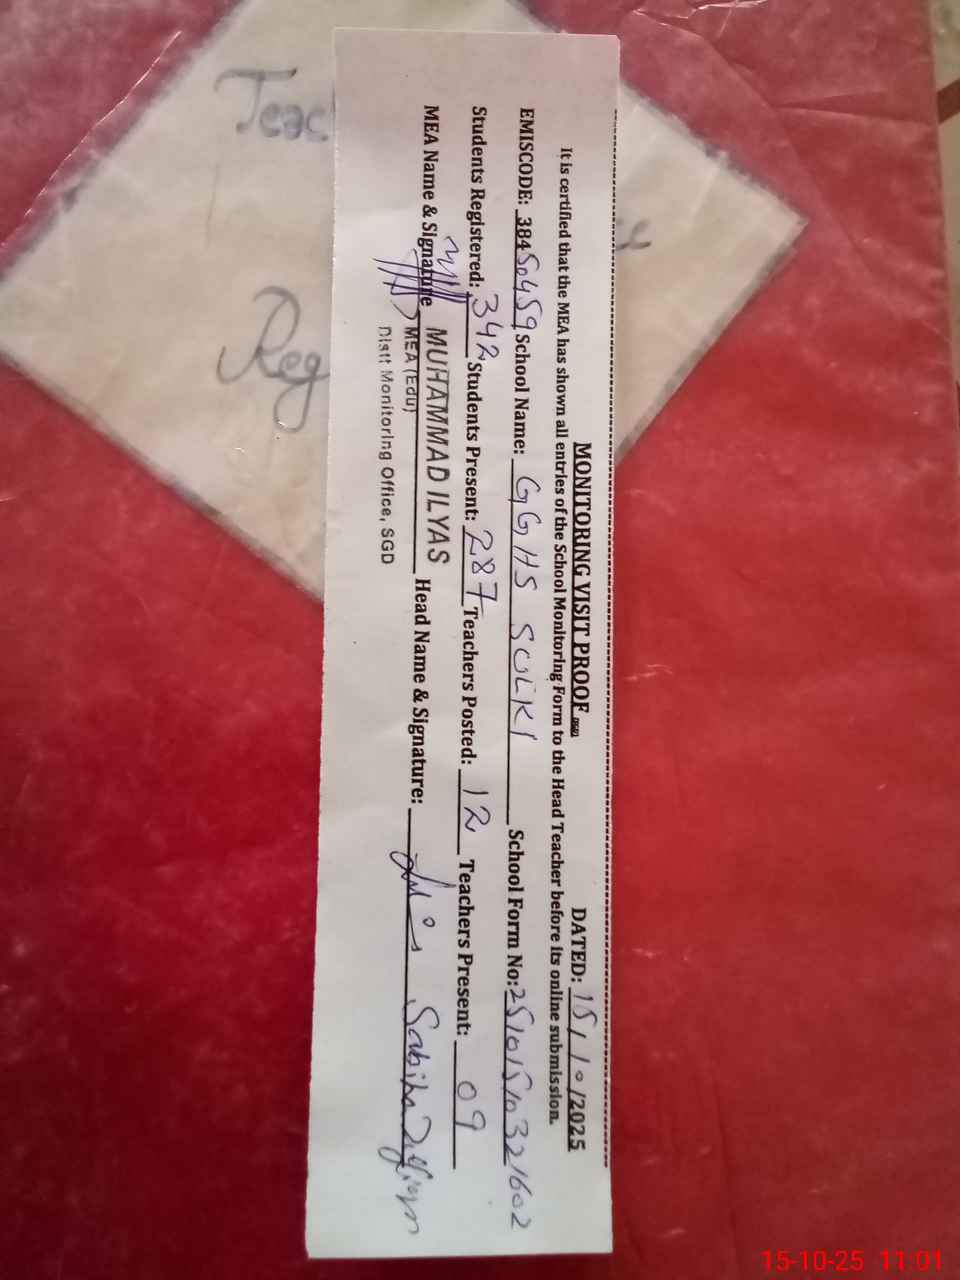 MONITORING VISIT PROOF DATED: 15/10/2025
It is certified that the MEA has shown all entries of the School Monitoring Form to the Head Teacher before its online submission.
EMISCODE: 38450459 School Name: GGHS SULKI School Form No: 25101510321602
Students Registered: 342 Students Present: 287 Teachers Posted: 12 Teachers Present: 09
MEA Name & Signature MUHAMMAD ILYAS Head Name & Signature: Sabiha
MEA (Edu)
Distt Monitoring Office, SGD
Teac
Reg
15-10-25 11:01